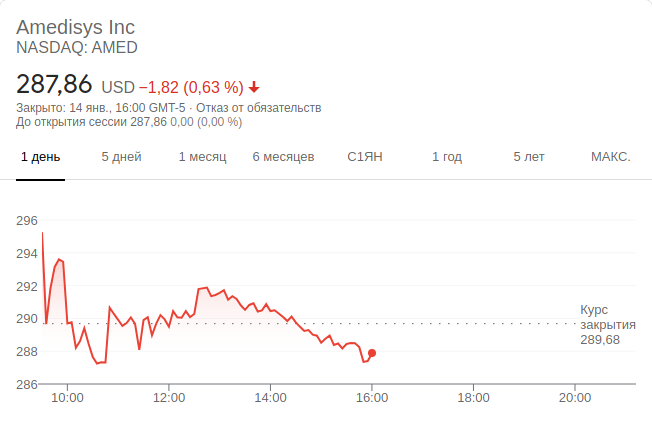 Amedisys Inc
NASDAQ: AMED
287,86 USD −1,82 (0,63 %)
Закрыто: 14 янв., 16:00 GMT-5 · Отказ от обязательств
До открытия сессии 287,86 0,00 (0,00 %)
1 день 5 дней 1 месяц 6 месяцев С1ЯН 1 год 5 лет МАКС.
296
294
292
290
288
286
Курс
закрытия
289,68
10:00 12:00 14:00 16:00 18:00 20:00